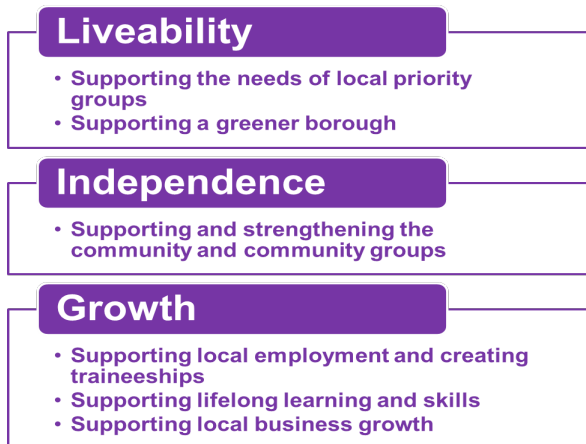 Liveability
• Supporting the needs of local priority
groups
• Supporting a greener borough
Independence
• Supporting and strengthening the
community and community groups
Growth
• Supporting local employment and creating
traineeships
• Supporting lifelong learning and skills
• Supporting local business growth